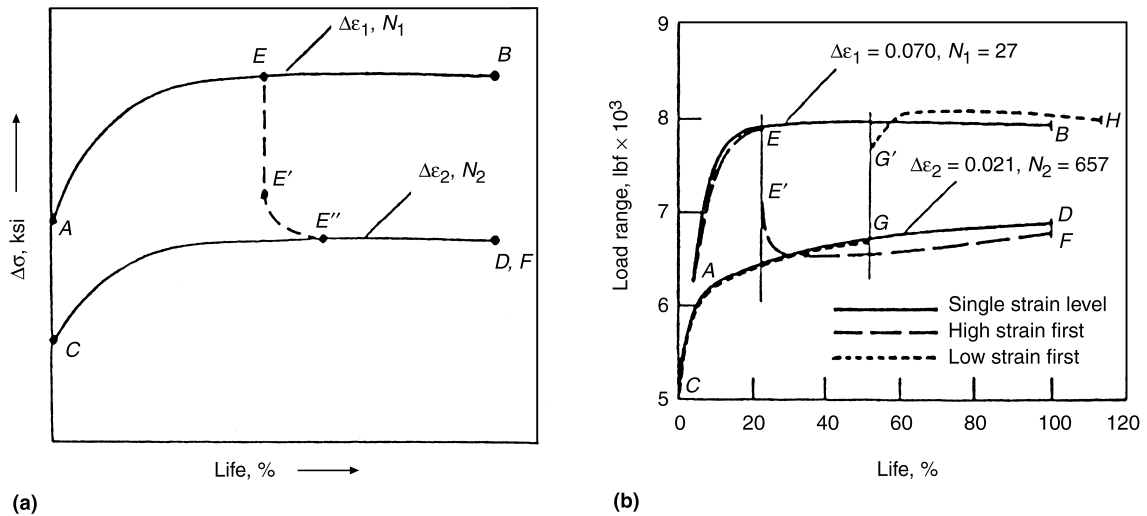 Δε₁, N₁
E
B
E′
Δε₂, N₂
E″
A
D, F
C
Δσ, ksi
Life, %
(a)
9
8
7
6
5
Load range, lbf × 10³
Δε₁ = 0.070, N₁ = 27
E
B
H
G′
Δε₂ = 0.021, N₂ = 657
E′
G
D
F
A
C
Single strain level
High strain first
Low strain first
0 20 40 60 80 100 120
Life, %
(b)